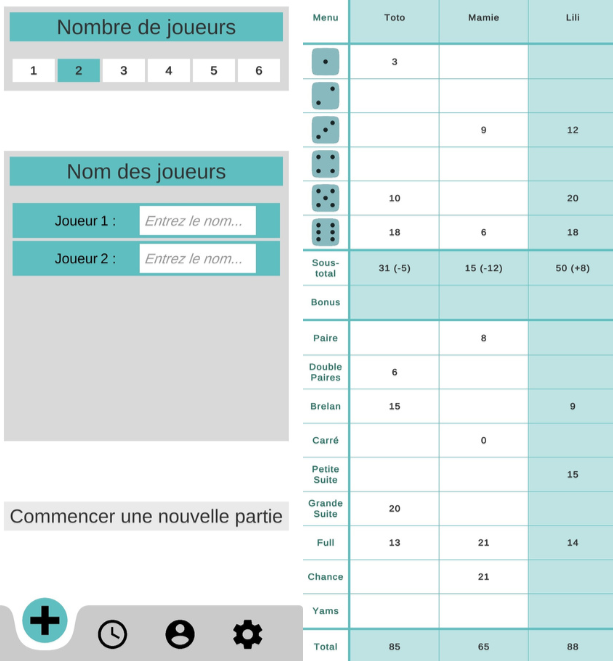 Nombre de joueurs
1 2 3 4 5 6
Nom des joueurs
Joueur 1 : Entrez le nom...
Joueur 2 : Entrez le nom...
Commencer une nouvelle partie
Menu Toto Mamie Lili
3
9 12
10 20
18 6 18
Sous-
total 31 (-5) 15 (-12) 50 (+8)
Bonus
Paire 8
Double
Paires 6
Brelan 15 9
Carré 0
Petite
Suite 15
Grande
Suite 20
Full 13 21 14
Chance 21
Yams
Total 85 65 88